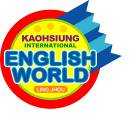 KAOHSIUNG
INTERNATIONAL
ENGLISH
WORLD
LING JHOU